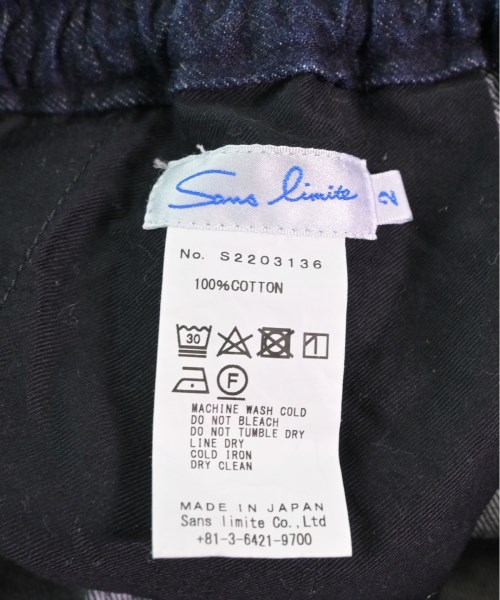 Sans limite
2
No. S2203136
100%COTTON
30
F
MACHINE WASH COLD
DO NOT BLEACH
DO NOT TUMBLE DRY
LINE DRY
COLD IRON
DRY CLEAN
MADE IN JAPAN
Sans limite Co.,Ltd
+81-3-6421-9700